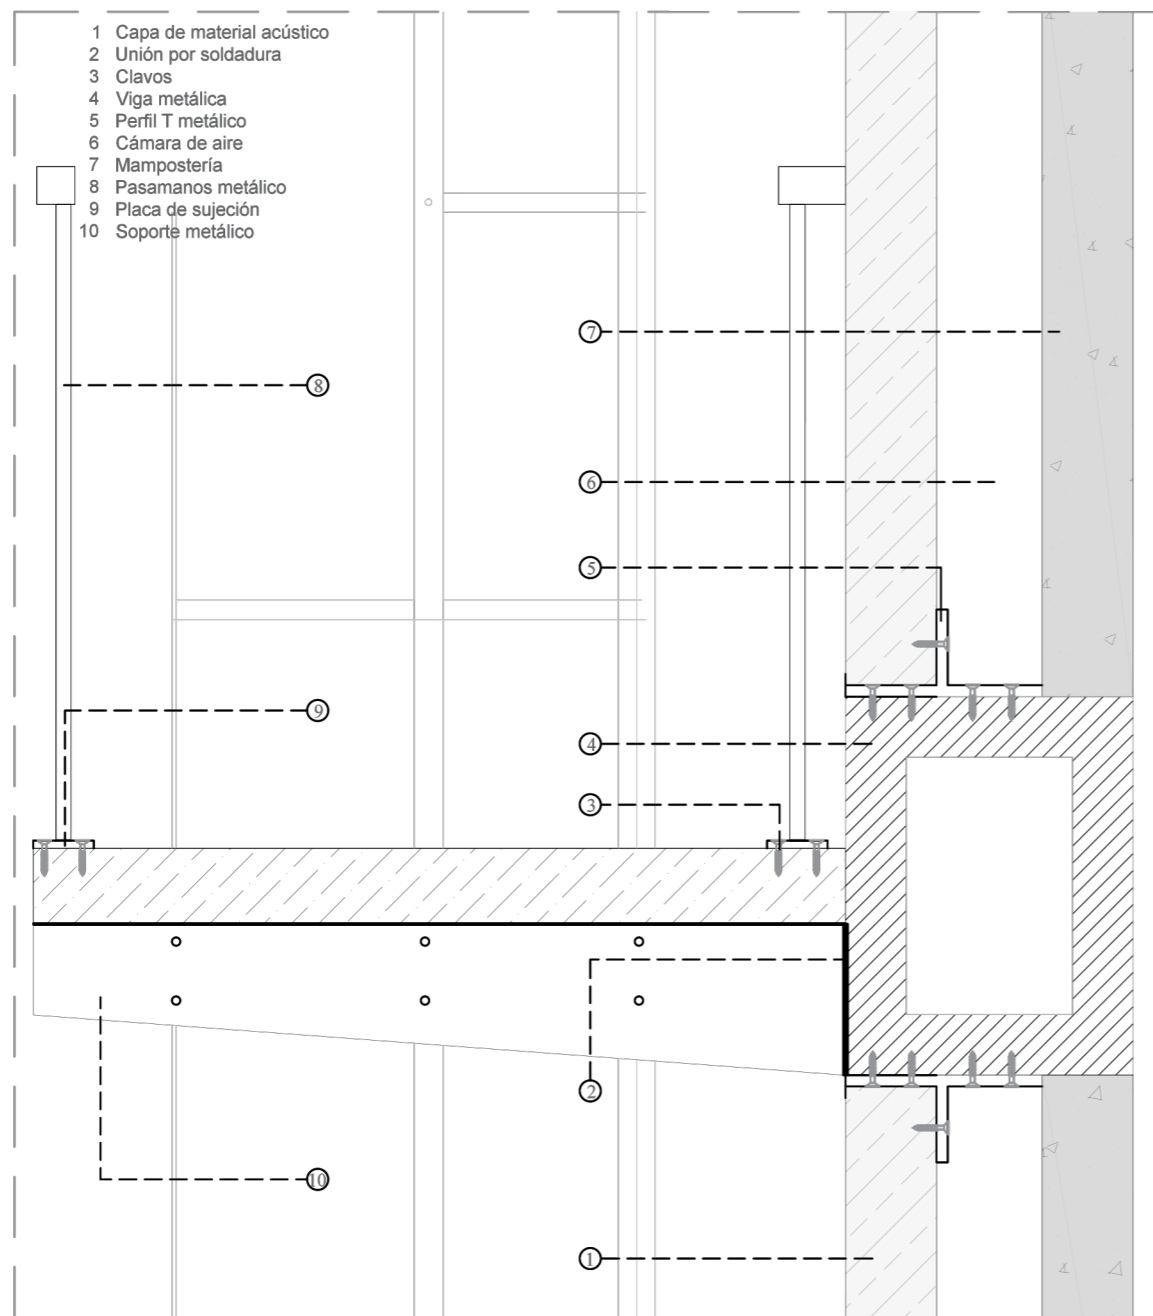 1 Capa de material acústico
2 Unión por soldadura
3 Clavos
4 Viga metálica
5 Perfil T metálico
6 Cámara de aire
7 Mampostería
8 Pasamanos metálico
9 Placa de sujeción
10 Soporte metálico
7
8
6
5
9
4
3
2
10
1